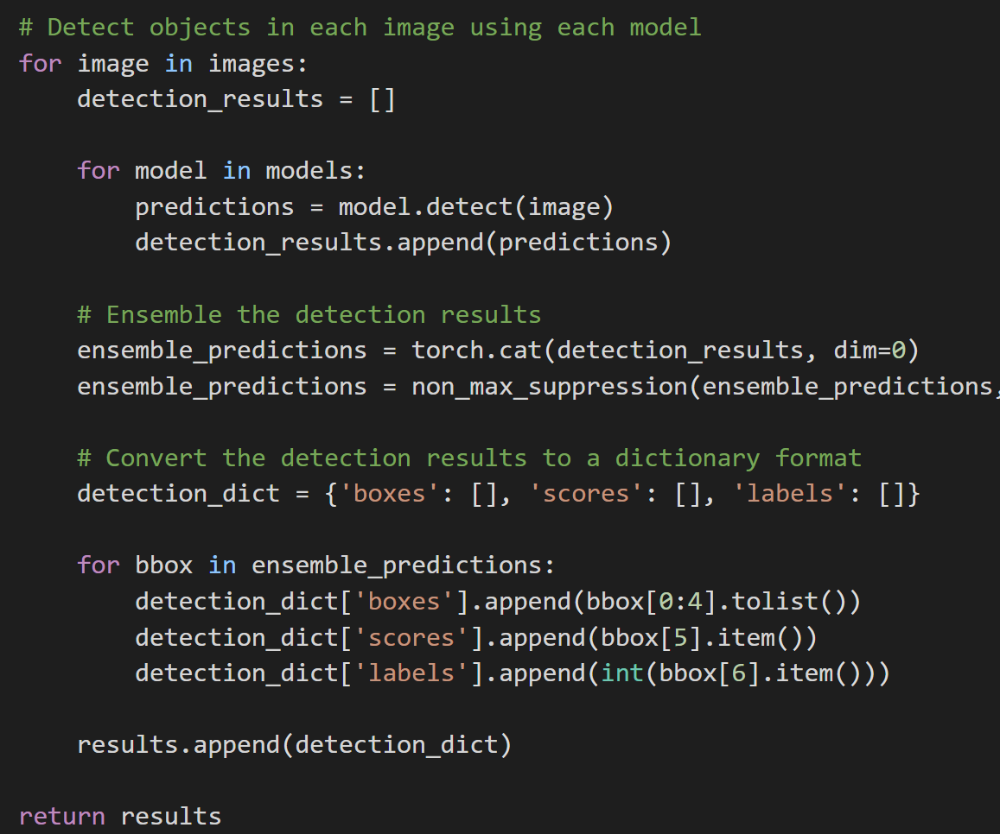 # Detect objects in each image using each model
for image in images:
    detection_results = []
    for model in models:
        predictions = model.detect(image)
        detection_results.append(predictions)
    # Ensemble the detection results
    ensemble_predictions = torch.cat(detection_results, dim=0)
    ensemble_predictions = non_max_suppression(ensemble_predictions,
    # Convert the detection results to a dictionary format
    detection_dict = {'boxes': [], 'scores': [], 'labels': []}
    for bbox in ensemble_predictions:
        detection_dict['boxes'].append(bbox[0:4].tolist())
        detection_dict['scores'].append(bbox[5].item())
        detection_dict['labels'].append(int(bbox[6].item()))
    results.append(detection_dict)
return results